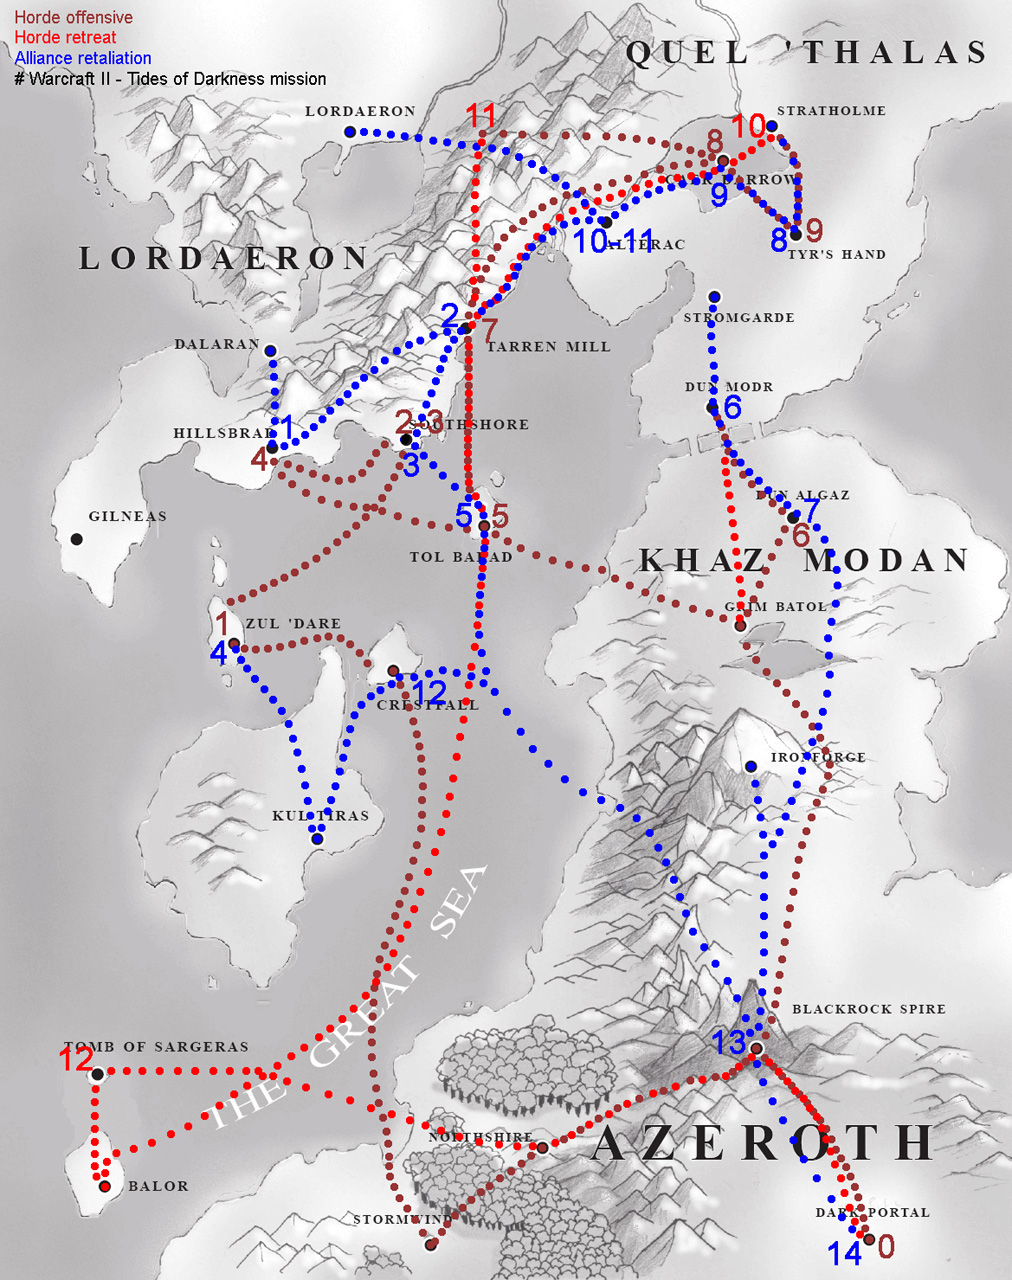 Horde offensive
Horde retreat
Alliance retaliation
# Warcraft II - Tides of Darkness mission
QUEL 'THALAS
LORDAERON
11
STRATHOLME
10
8
CAER DARROW
9
8
9
TYR'S HAND
10-11
ALTERAC
LORDAERON
STROMGARDE
2
7
TARREN MILL
DALARAN
DUN MODR
6
HILLSBRAD
1
2-3
SOUTHSHORE
4
3
GILNEAS
5
5
TOL BARAD
DUN ALGAZ
7
6
KHAZ MODAN
GRIM BATOL
1
ZUL 'DARE
4
12
CRESTFALL
IRONFORGE
KUL TIRAS
THE GREAT SEA
BLACKROCK SPIRE
13
TOMB OF SARGERAS
12
NORTHSHIRE
AZEROTH
BALOR
STORMWIND
DARK PORTAL
14
0